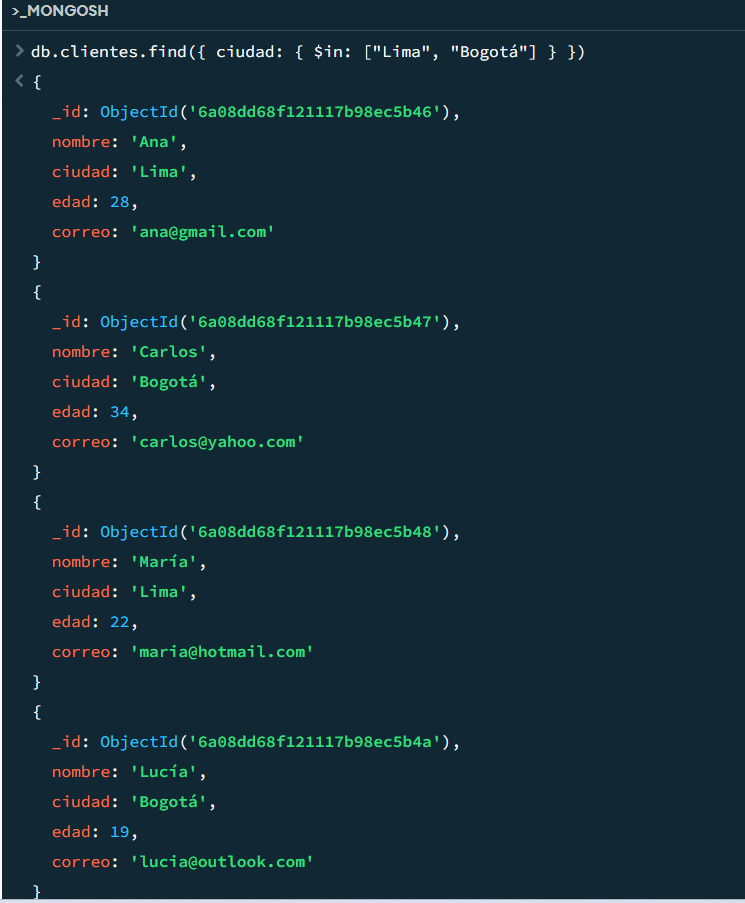 >_MONGOSH
> db.clientes.find({ ciudad: { $in: ["Lima", "Bogotá"] } })
< {
_id: ObjectId('6a08dd68f121117b98ec5b46'),
nombre: 'Ana',
ciudad: 'Lima',
edad: 28,
correo: 'ana@gmail.com'
}
{
_id: ObjectId('6a08dd68f121117b98ec5b47'),
nombre: 'Carlos',
ciudad: 'Bogotá',
edad: 34,
correo: 'carlos@yahoo.com'
}
{
_id: ObjectId('6a08dd68f121117b98ec5b48'),
nombre: 'María',
ciudad: 'Lima',
edad: 22,
correo: 'maria@hotmail.com'
}
{
_id: ObjectId('6a08dd68f121117b98ec5b4a'),
nombre: 'Lucía',
ciudad: 'Bogotá',
edad: 19,
correo: 'lucia@outlook.com'
}